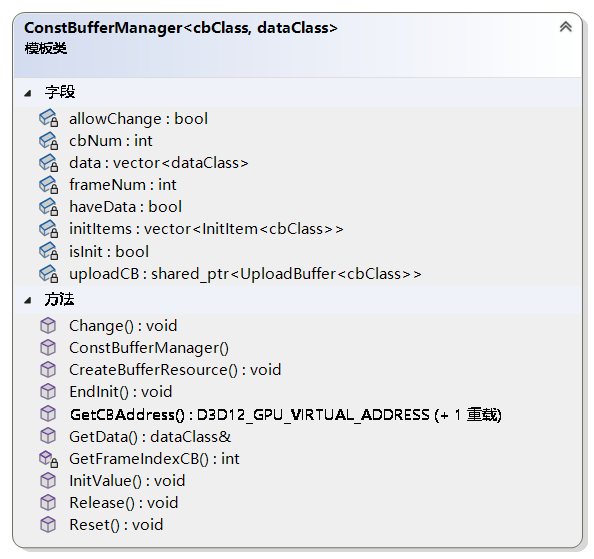 ConstBufferManager<cbClass, dataClass>
模板类
字段
allowChange : bool
cbNum : int
data : vector<dataClass>
frameNum : int
haveData : bool
initItems : vector<InitItem<cbClass>>
isInit : bool
uploadCB : shared_ptr<UploadBuffer<cbClass>>
方法
Change() : void
ConstBufferManager()
CreateBufferResource() : void
EndInit() : void
GetCBAddress() : D3D12_GPU_VIRTUAL_ADDRESS (+ 1 重载)
GetData() : dataClass&
GetFrameIndexCB() : int
InitValue() : void
Release() : void
Reset() : void